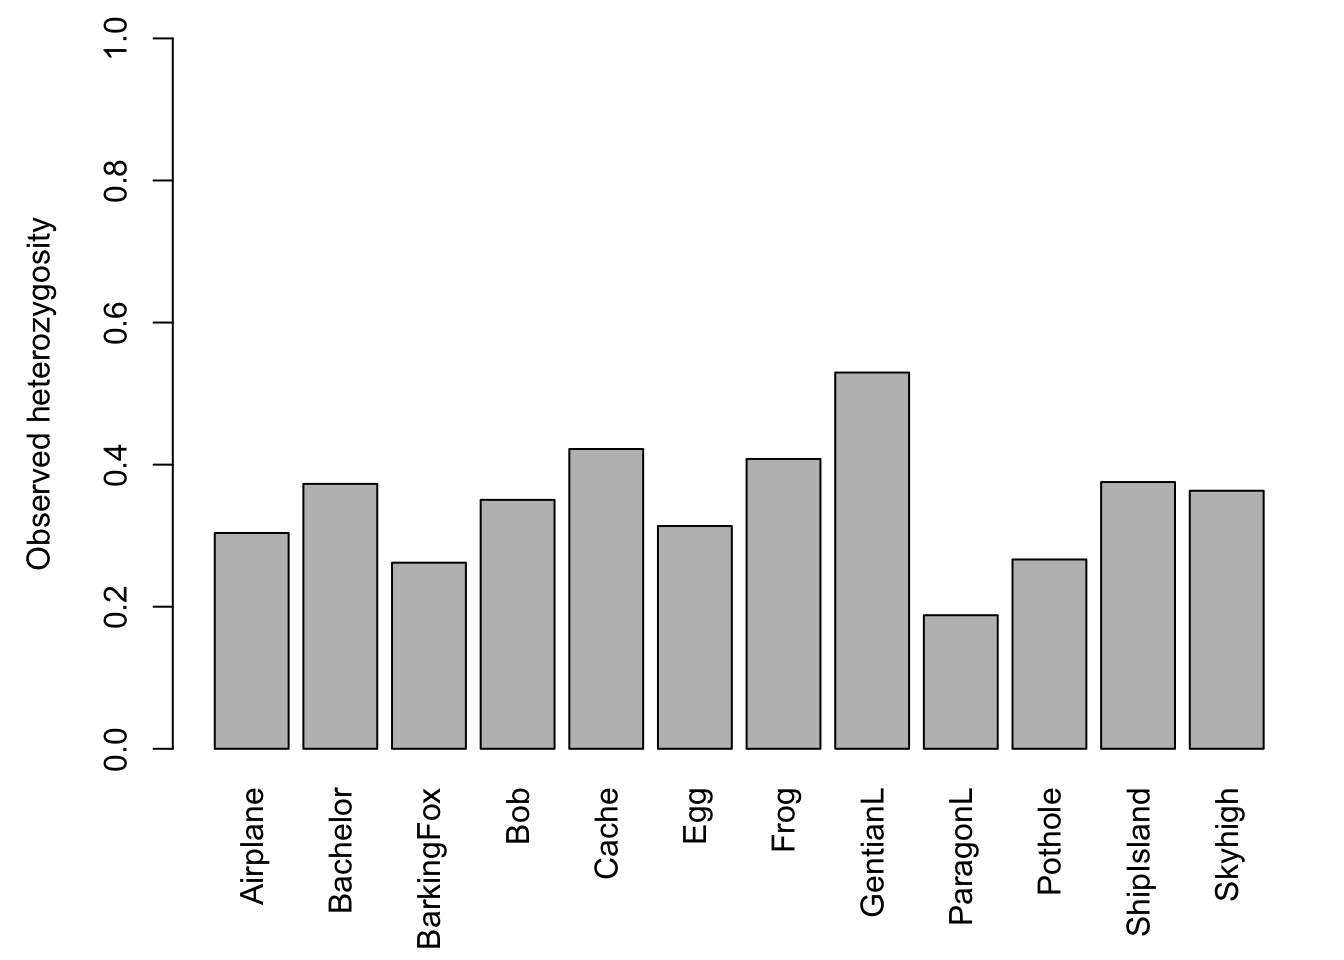 Observed heterozygosity
1.0
0.8
0.6
0.4
0.2
0.0
Airplane
Bachelor
BarkingFox
Bob
Cache
Egg
Frog
GentianL
ParagonL
Pothole
ShipIsland
Skyhigh